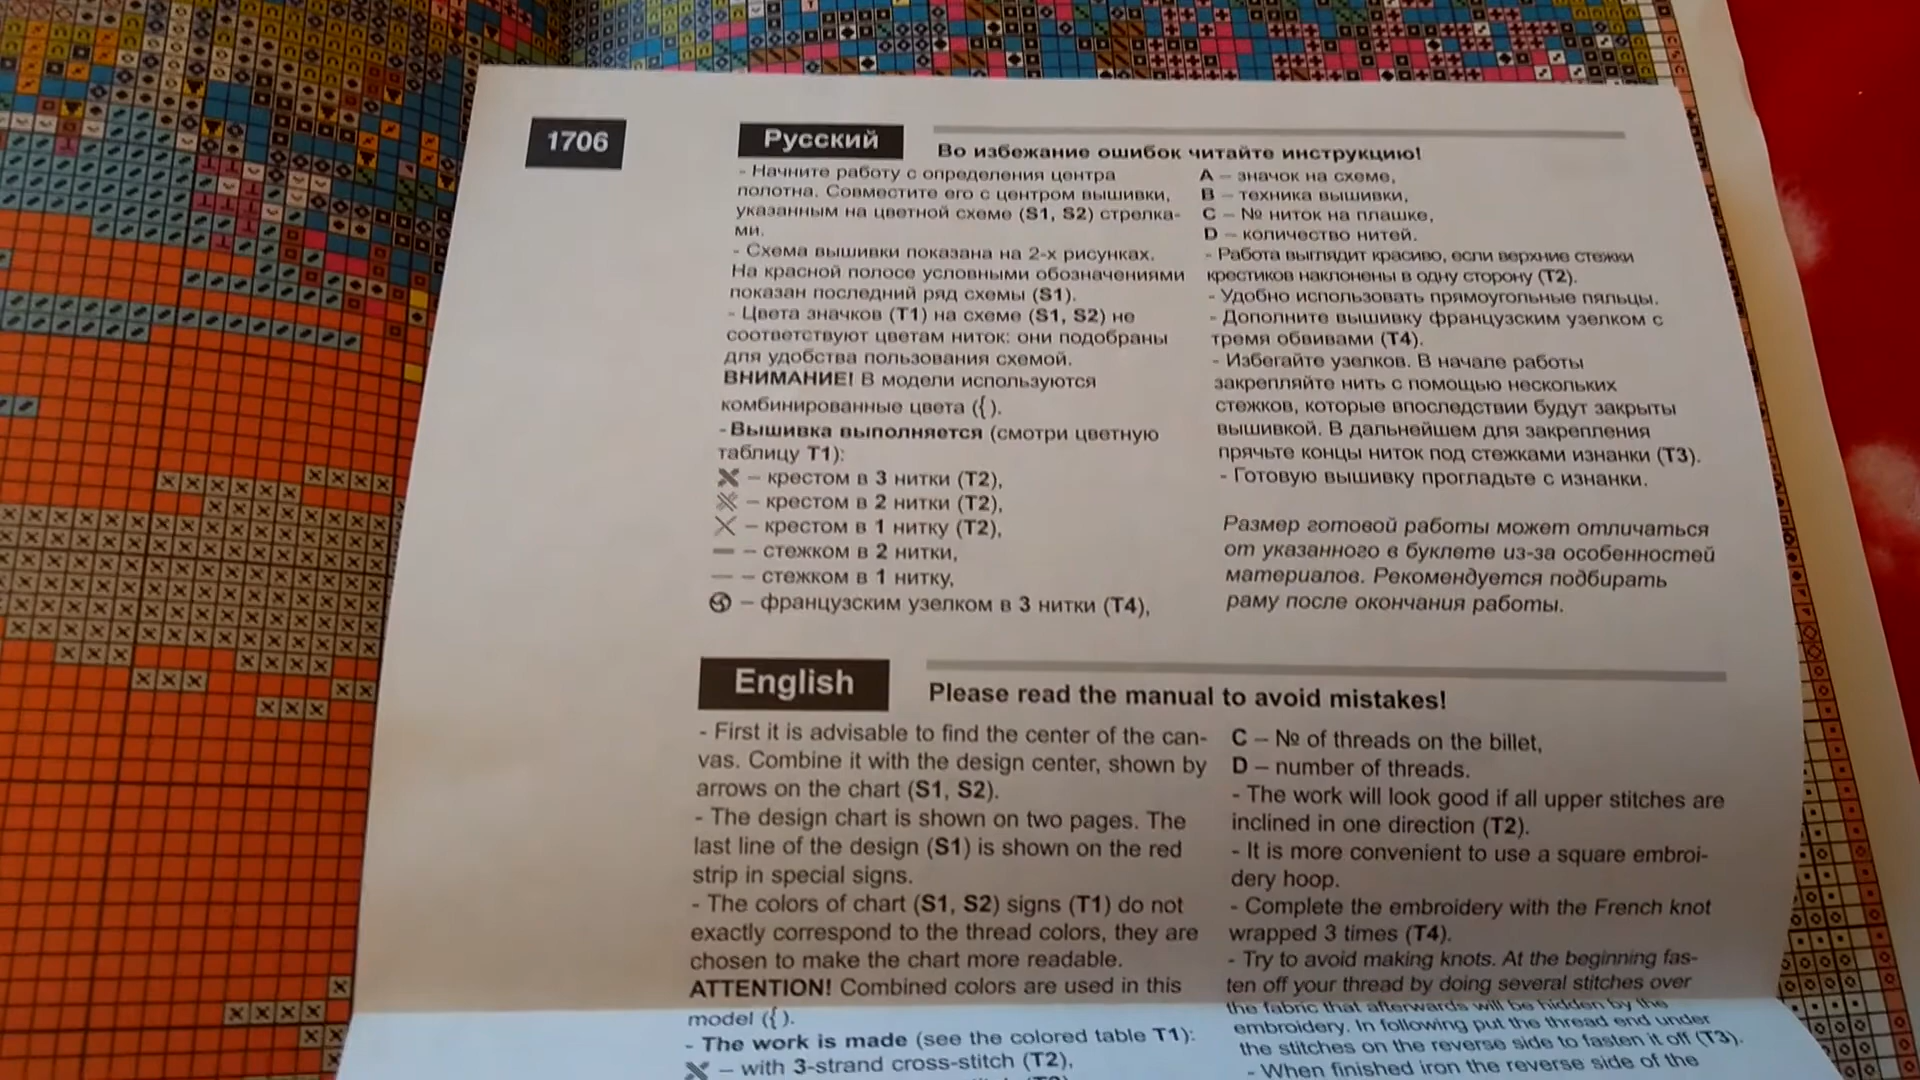 1706
Русский
Во избежание ошибок читайте инструкцию!
- Начните работу с определения центра
полотна. Совместите его с центром вышивки,
указанным на цветной схеме (S1, S2) стрелка-
ми.
- Схема вышивки показана на 2-х рисунках.
На красной полосе условными обозначениями
показан последний ряд схемы (S1).
- Цвета значков (T1) на схеме (S1, S2) не
соответствуют цветам ниток: они подобраны
для удобства пользования схемой.
ВНИМАНИЕ! В модели используются
комбинированные цвета ({).
- Вышивка выполняется (смотри цветную
таблицу T1):
– крестом в 3 нитки (T2),
– крестом в 2 нитки (T2),
– крестом в 1 нитку (T2),
– стежком в 2 нитки,
– стежком в 1 нитку,
– французским узелком в 3 нитки (T4),
A – значок на схеме,
B – техника вышивки,
C – № ниток на плашке,
D – количество нитей.
- Работа выглядит красиво, если верхние стежки
крестиков наклонены в одну сторону (T2).
- Удобно использовать прямоугольные пяльцы.
- Дополните вышивку французским узелком с
тремя обвивами (T4).
- Избегайте узелков. В начале работы
закрепляйте нить с помощью нескольких
стежков, которые впоследствии будут закрыты
вышивкой. В дальнейшем для закрепления
прячьте концы ниток под стежками изнанки (T3).
- Готовую вышивку прогладьте с изнанки.
Размер готовой работы может отличаться
от указанного в буклете из-за особенностей
материалов. Рекомендуется подбирать
раму после окончания работы.
English
Please read the manual to avoid mistakes!
- First it is advisable to find the center of the can-
vas. Combine it with the design center, shown by
arrows on the chart (S1, S2).
- The design chart is shown on two pages. The
last line of the design (S1) is shown on the red
strip in special signs.
- The colors of chart (S1, S2) signs (T1) do not
exactly correspond to the thread colors, they are
chosen to make the chart more readable.
ATTENTION! Combined colors are used in this
model ({).
- The work is made (see the colored table T1):
– with 3-strand cross-stitch (T2),
C – № of threads on the billet,
D – number of threads.
- The work will look good if all upper stitches are
inclined in one direction (T2).
- It is more convenient to use a square embroi-
dery hoop.
- Complete the embroidery with the French knot
wrapped 3 times (T4).
- Try to avoid making knots. At the beginning fas-
ten off your thread by doing several stitches over
the fabric that afterwards will be hidden by the
embroidery. In following put the thread end under
the stitches on the reverse side to fasten it off (T3).
- When finished iron the reverse side of the